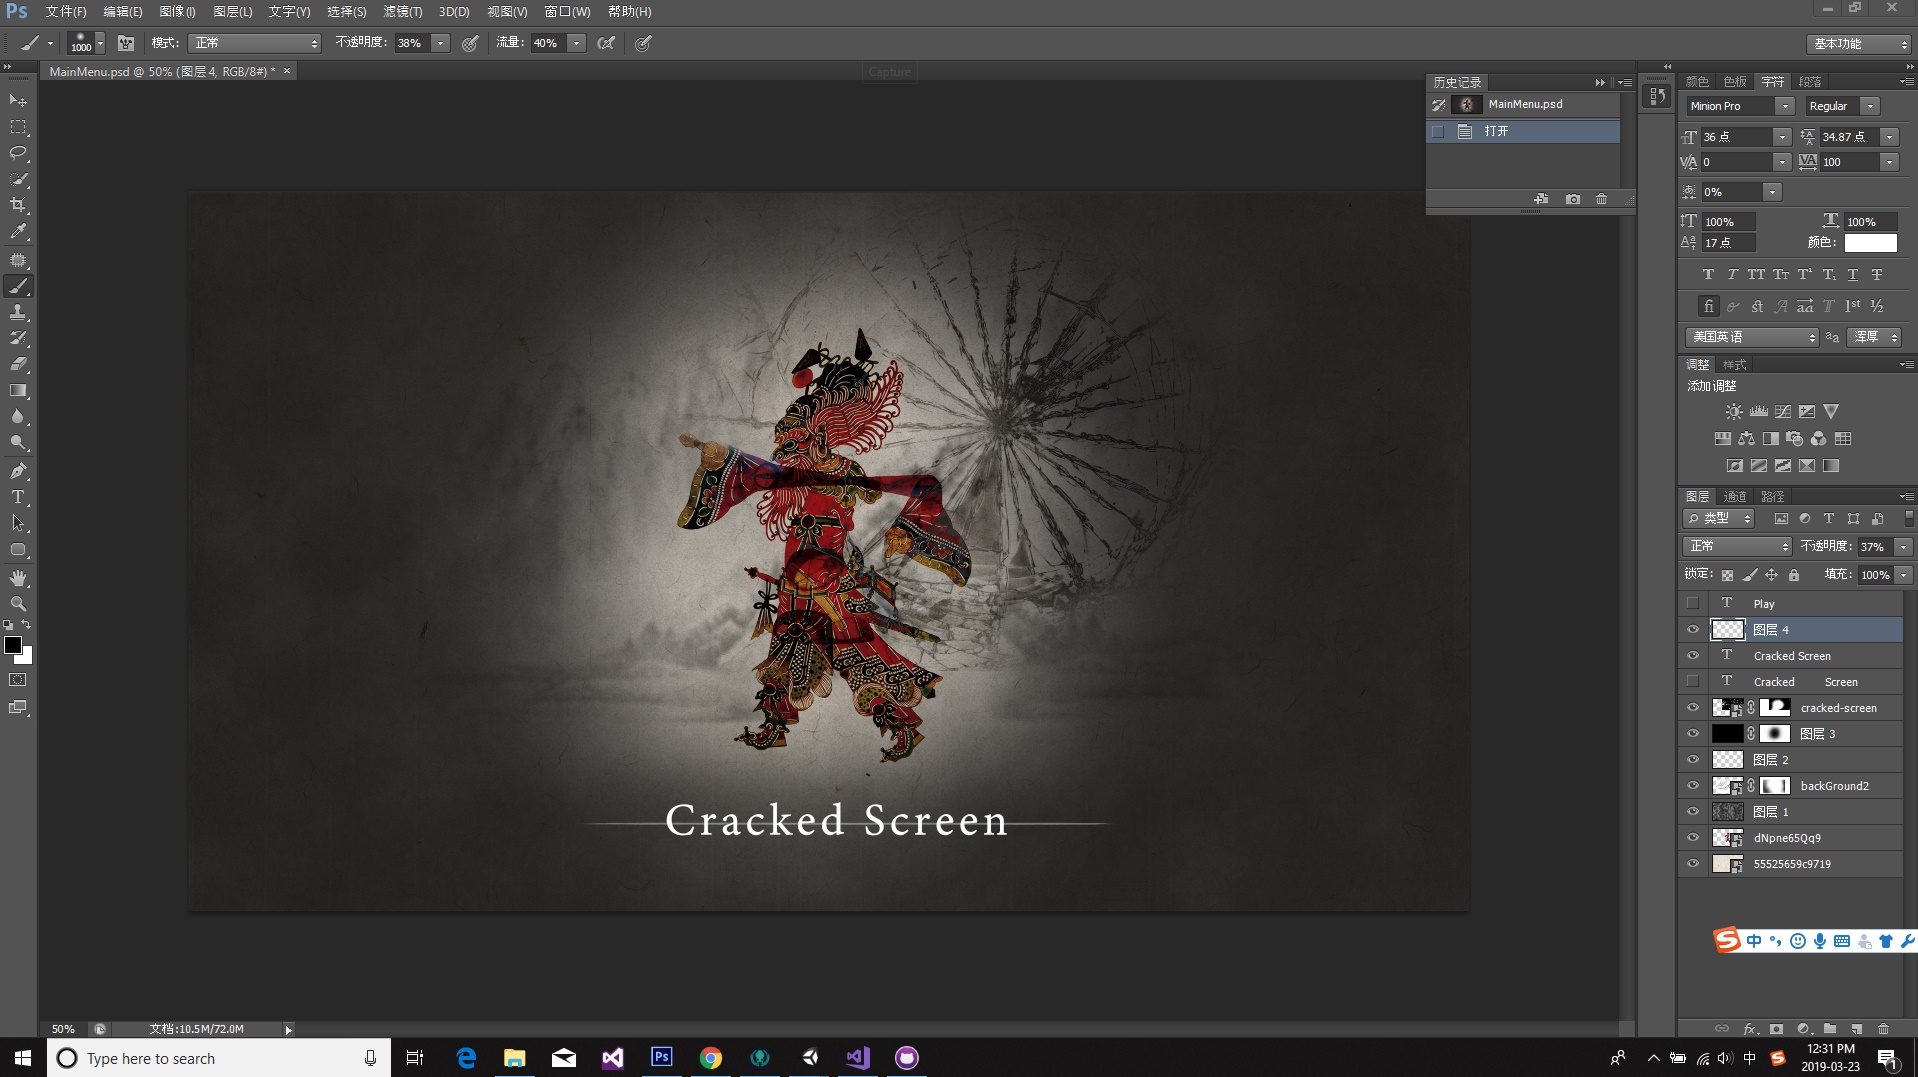 Ps 文件(F) 编辑(E) 图像(I) 图层(L) 文字(Y) 选择(S) 滤镜(T) 3D(D) 视图(V) 窗口(W) 帮助(H)
1000 模式: 正常 不透明度: 38% 流量: 40% 基本功能
MainMenu.psd @ 50% (图层 4, RGB/8#) * ×
Capture
历史记录
MainMenu.psd
打开
颜色 色板 字符 段落
Minion Pro Regular
36 点 34.87 点
0 100
0%
100% 100%
17 点 颜色:
美国英语 浑厚
调整 样式
添加调整
图层 通道 路径
类型
正常 不透明度: 37%
锁定: 填充: 100%
Play
图层 4
Cracked Screen
Cracked Screen
cracked-screen
图层 3
图层 2
backGround2
图层 1
dNpne65Qq9
55525659c9719
Cracked Screen
中
50% 文档:10.5M/72.0M
Type here to search
中
12:31 PM
2019-03-23
1